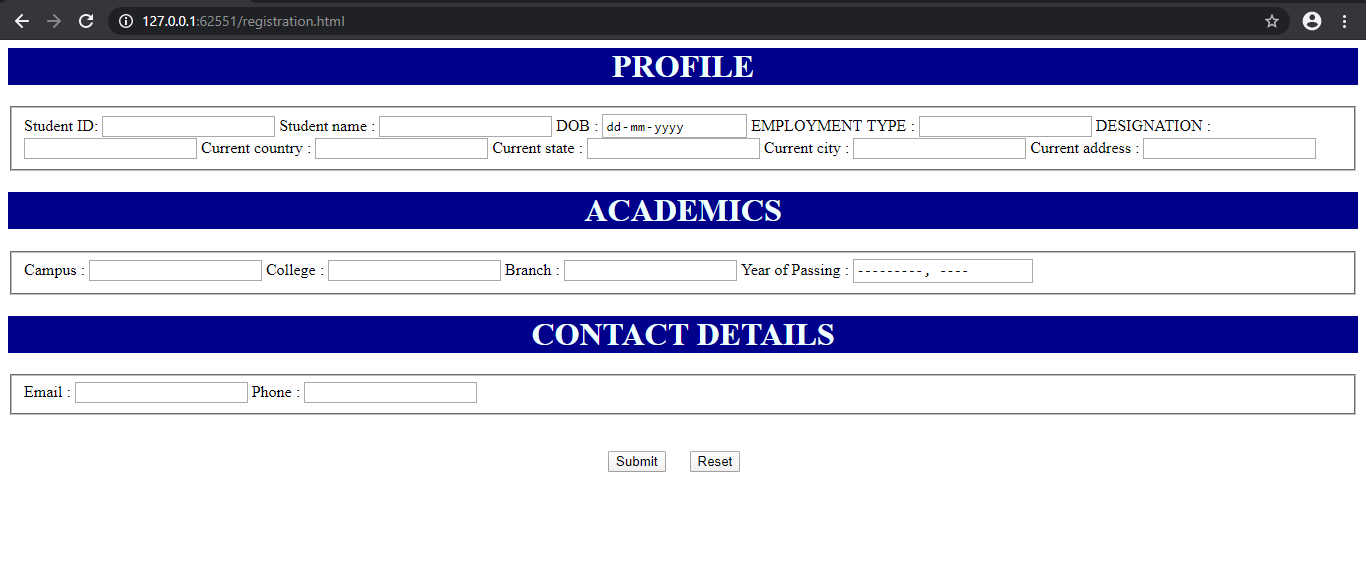 127.0.0.1:62551/registration.html
PROFILE
Student ID: Student name : DOB : dd-mm-yyyy EMPLOYMENT TYPE : DESIGNATION :
Current country : Current state : Current city : Current address :
ACADEMICS
Campus : College : Branch : Year of Passing : ---------, ----
CONTACT DETAILS
Email : Phone :
Submit Reset